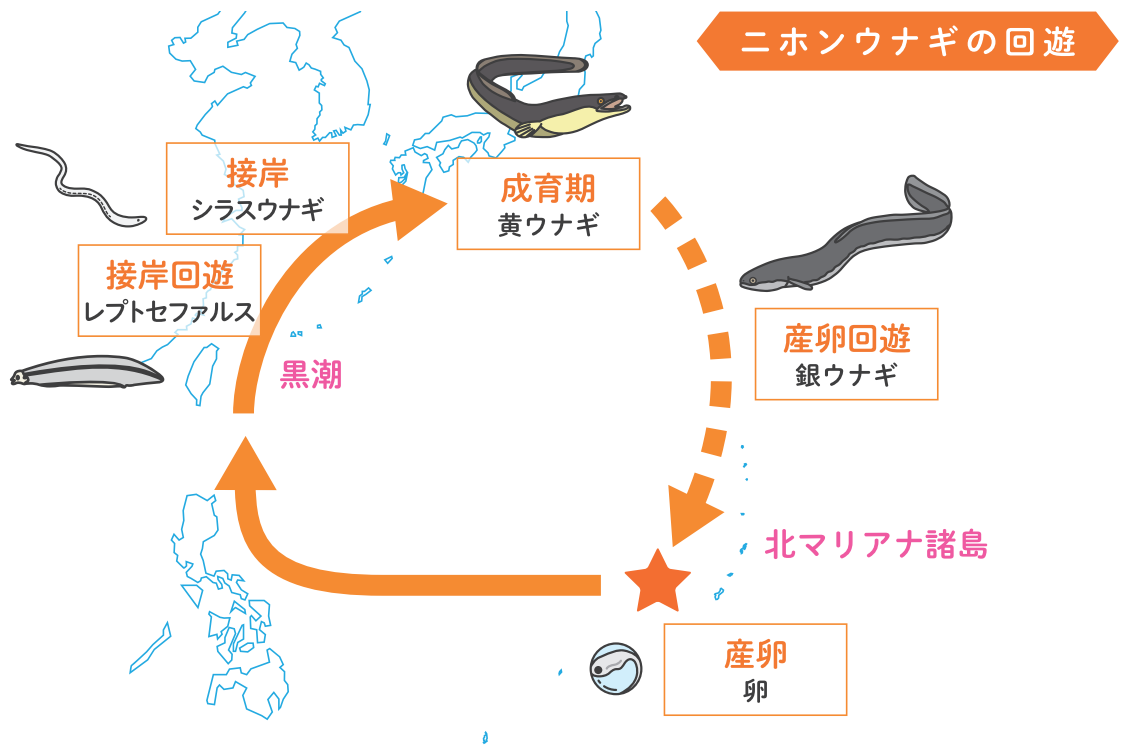 ニホンウナギの回遊
接岸
シラスウナギ
成育期
黄ウナギ
接岸回遊
レプトセファルス
産卵回遊
銀ウナギ
黒潮
北マリアナ諸島
産卵
卵